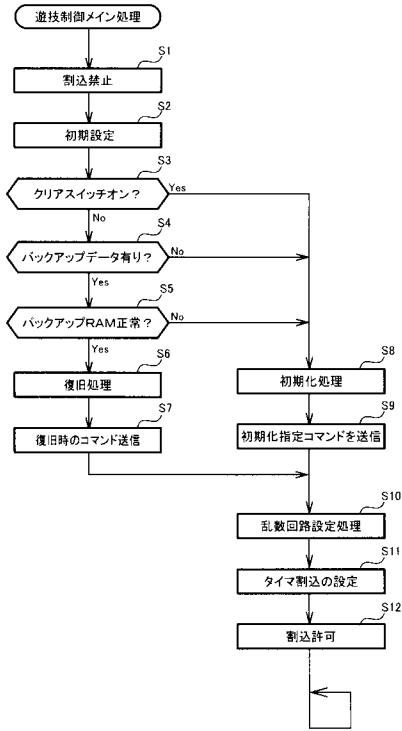 遊技制御メイン処理
S1
割込禁止
S2
初期設定
S3
クリアスイッチオン？
Yes
No
S4
バックアップデータ有り？
No
Yes
S5
バックアップRAM正常？
No
Yes
S6
復旧処理
S7
復旧時のコマンド送信
S8
初期化処理
S9
初期化指定コマンドを送信
S10
乱数回路設定処理
S11
タイマ割込の設定
S12
割込許可